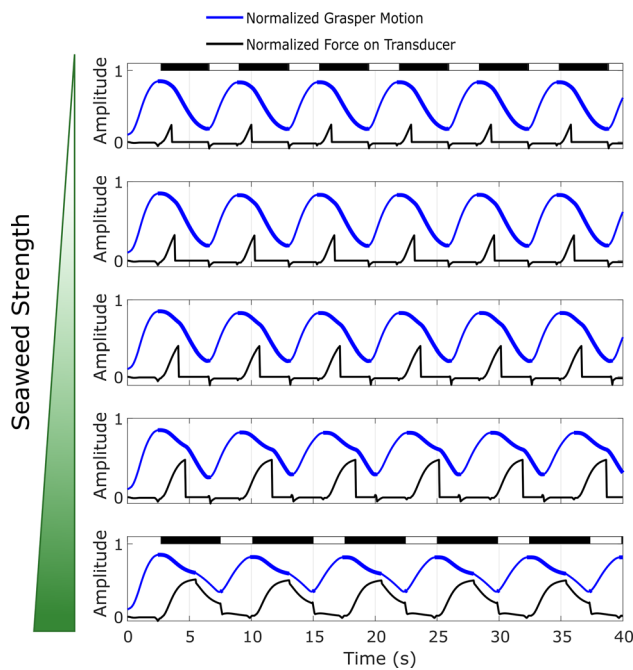 Normalized Grasper Motion
Normalized Force on Transducer
Seaweed Strength
Amplitude
1
0
Amplitude
1
0
Amplitude
1
0
Amplitude
1
0
Amplitude
1
0
0 5 10 15 20 25 30 35 40
Time (s)